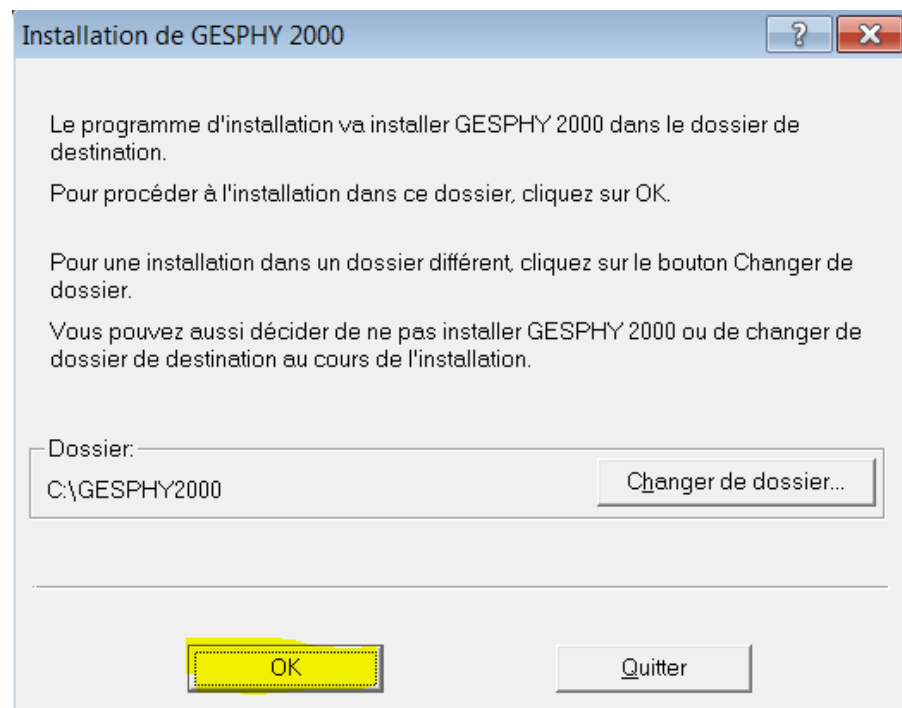 Installation de GESPHY 2000
Le programme d'installation va installer GESPHY 2000 dans le dossier de
destination.
Pour procéder à l'installation dans ce dossier, cliquez sur OK.
Pour une installation dans un dossier différent, cliquez sur le bouton Changer de
dossier.
Vous pouvez aussi décider de ne pas installer GESPHY 2000 ou de changer de
dossier de destination au cours de l'installation.
Dossier:
C:\GESPHY2000
Changer de dossier...
OK
Quitter